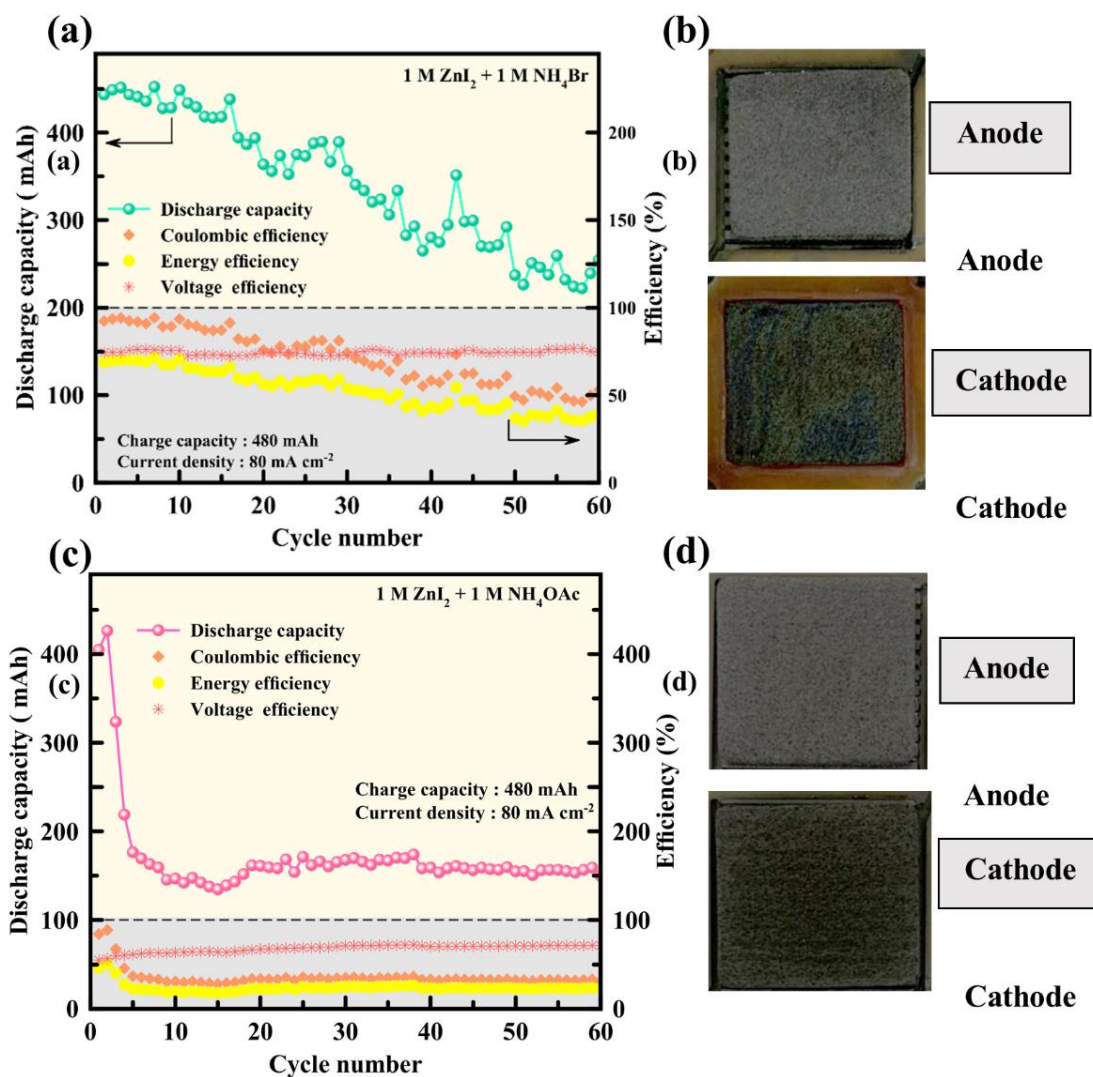 (a)
1 M ZnI₂ + 1 M NH₄Br
400
300
200
100
0
(a)
Discharge capacity ( mAh)
Discharge capacity
Coulombic efficiency
Energy efficiency
Voltage efficiency
Charge capacity : 480 mAh
Current density : 80 mA cm⁻²
200
150
100
50
0
Efficiency (%)
0 10 20 30 40 50 60
Cycle number
(b)
(b)
Anode
Anode
Cathode
Cathode
(c)
1 M ZnI₂ + 1 M NH₄OAc
400
300
200
100
0
(c)
Discharge capacity ( mAh)
Discharge capacity
Coulombic efficiency
Energy efficiency
Voltage efficiency
Charge capacity : 480 mAh
Current density : 80 mA cm⁻²
400
300
200
100
0
Efficiency (%)
0 10 20 30 40 50 60
Cycle number
(d)
(d)
Anode
Anode
Cathode
Cathode